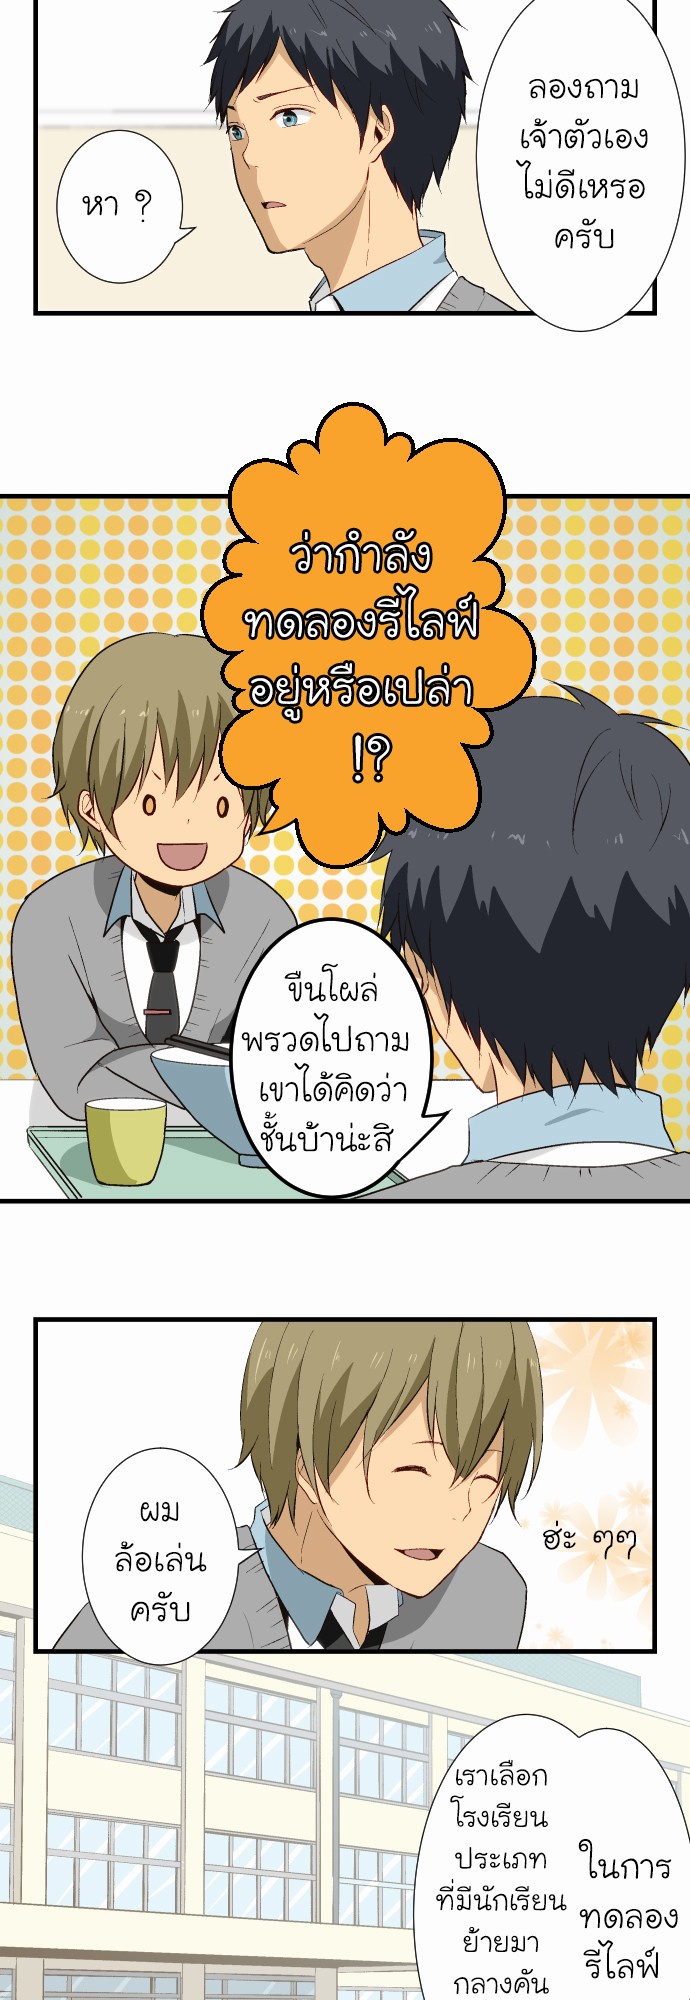 ลองถาม
เจ้าตัวเอง
ไม่ดีเหรอ
ครับ
หา ?
ว่ากำลัง
ทดลองรีไลฟ์
อยู่หรือเปล่า
!?
ขืนโผล่
พรวดไปถาม
เขาได้คิดว่า
ชั้นบ้าน่ะสิ
ผม
ล้อเล่น
ครับ
ฮ่ะ ๆๆ
ในการ
ทดลอง
รีไลฟ์
เราเลือก
โรงเรียน
ประเภท
ที่มีนักเรียน
ย้ายมา
กลางคัน